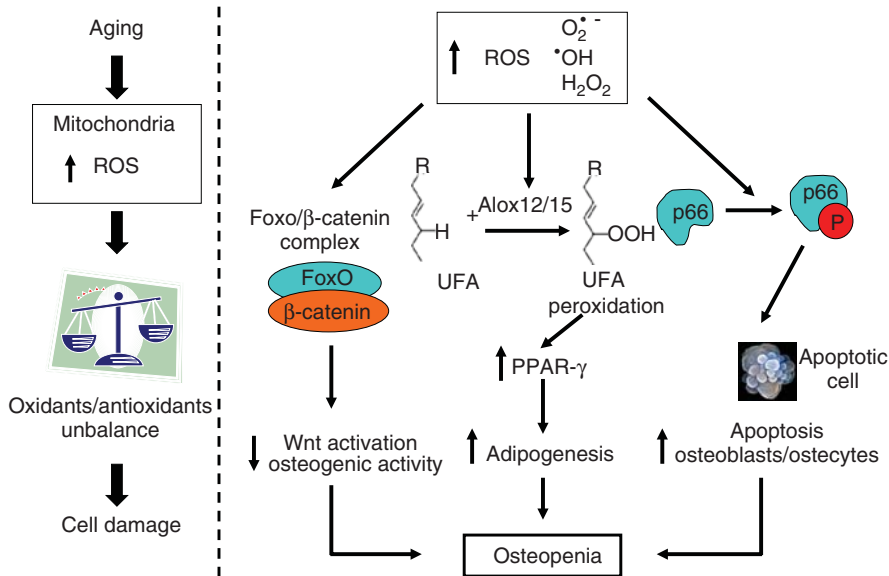 Aging
Mitochondria
ROS
Oxidants/antioxidants
unbalance
Cell damage
ROS
O₂•⁻
•OH
H₂O₂
Foxo/β-catenin
complex
FoxO
β-catenin
R
H
UFA
+Alox12/15
R
OOH
UFA
peroxidation
p66
p66
P
PPAR-γ
Apoptotic
cell
Wnt activation
osteogenic activity
Adipogenesis
Apoptosis
osteoblasts/ostecytes
Osteopenia